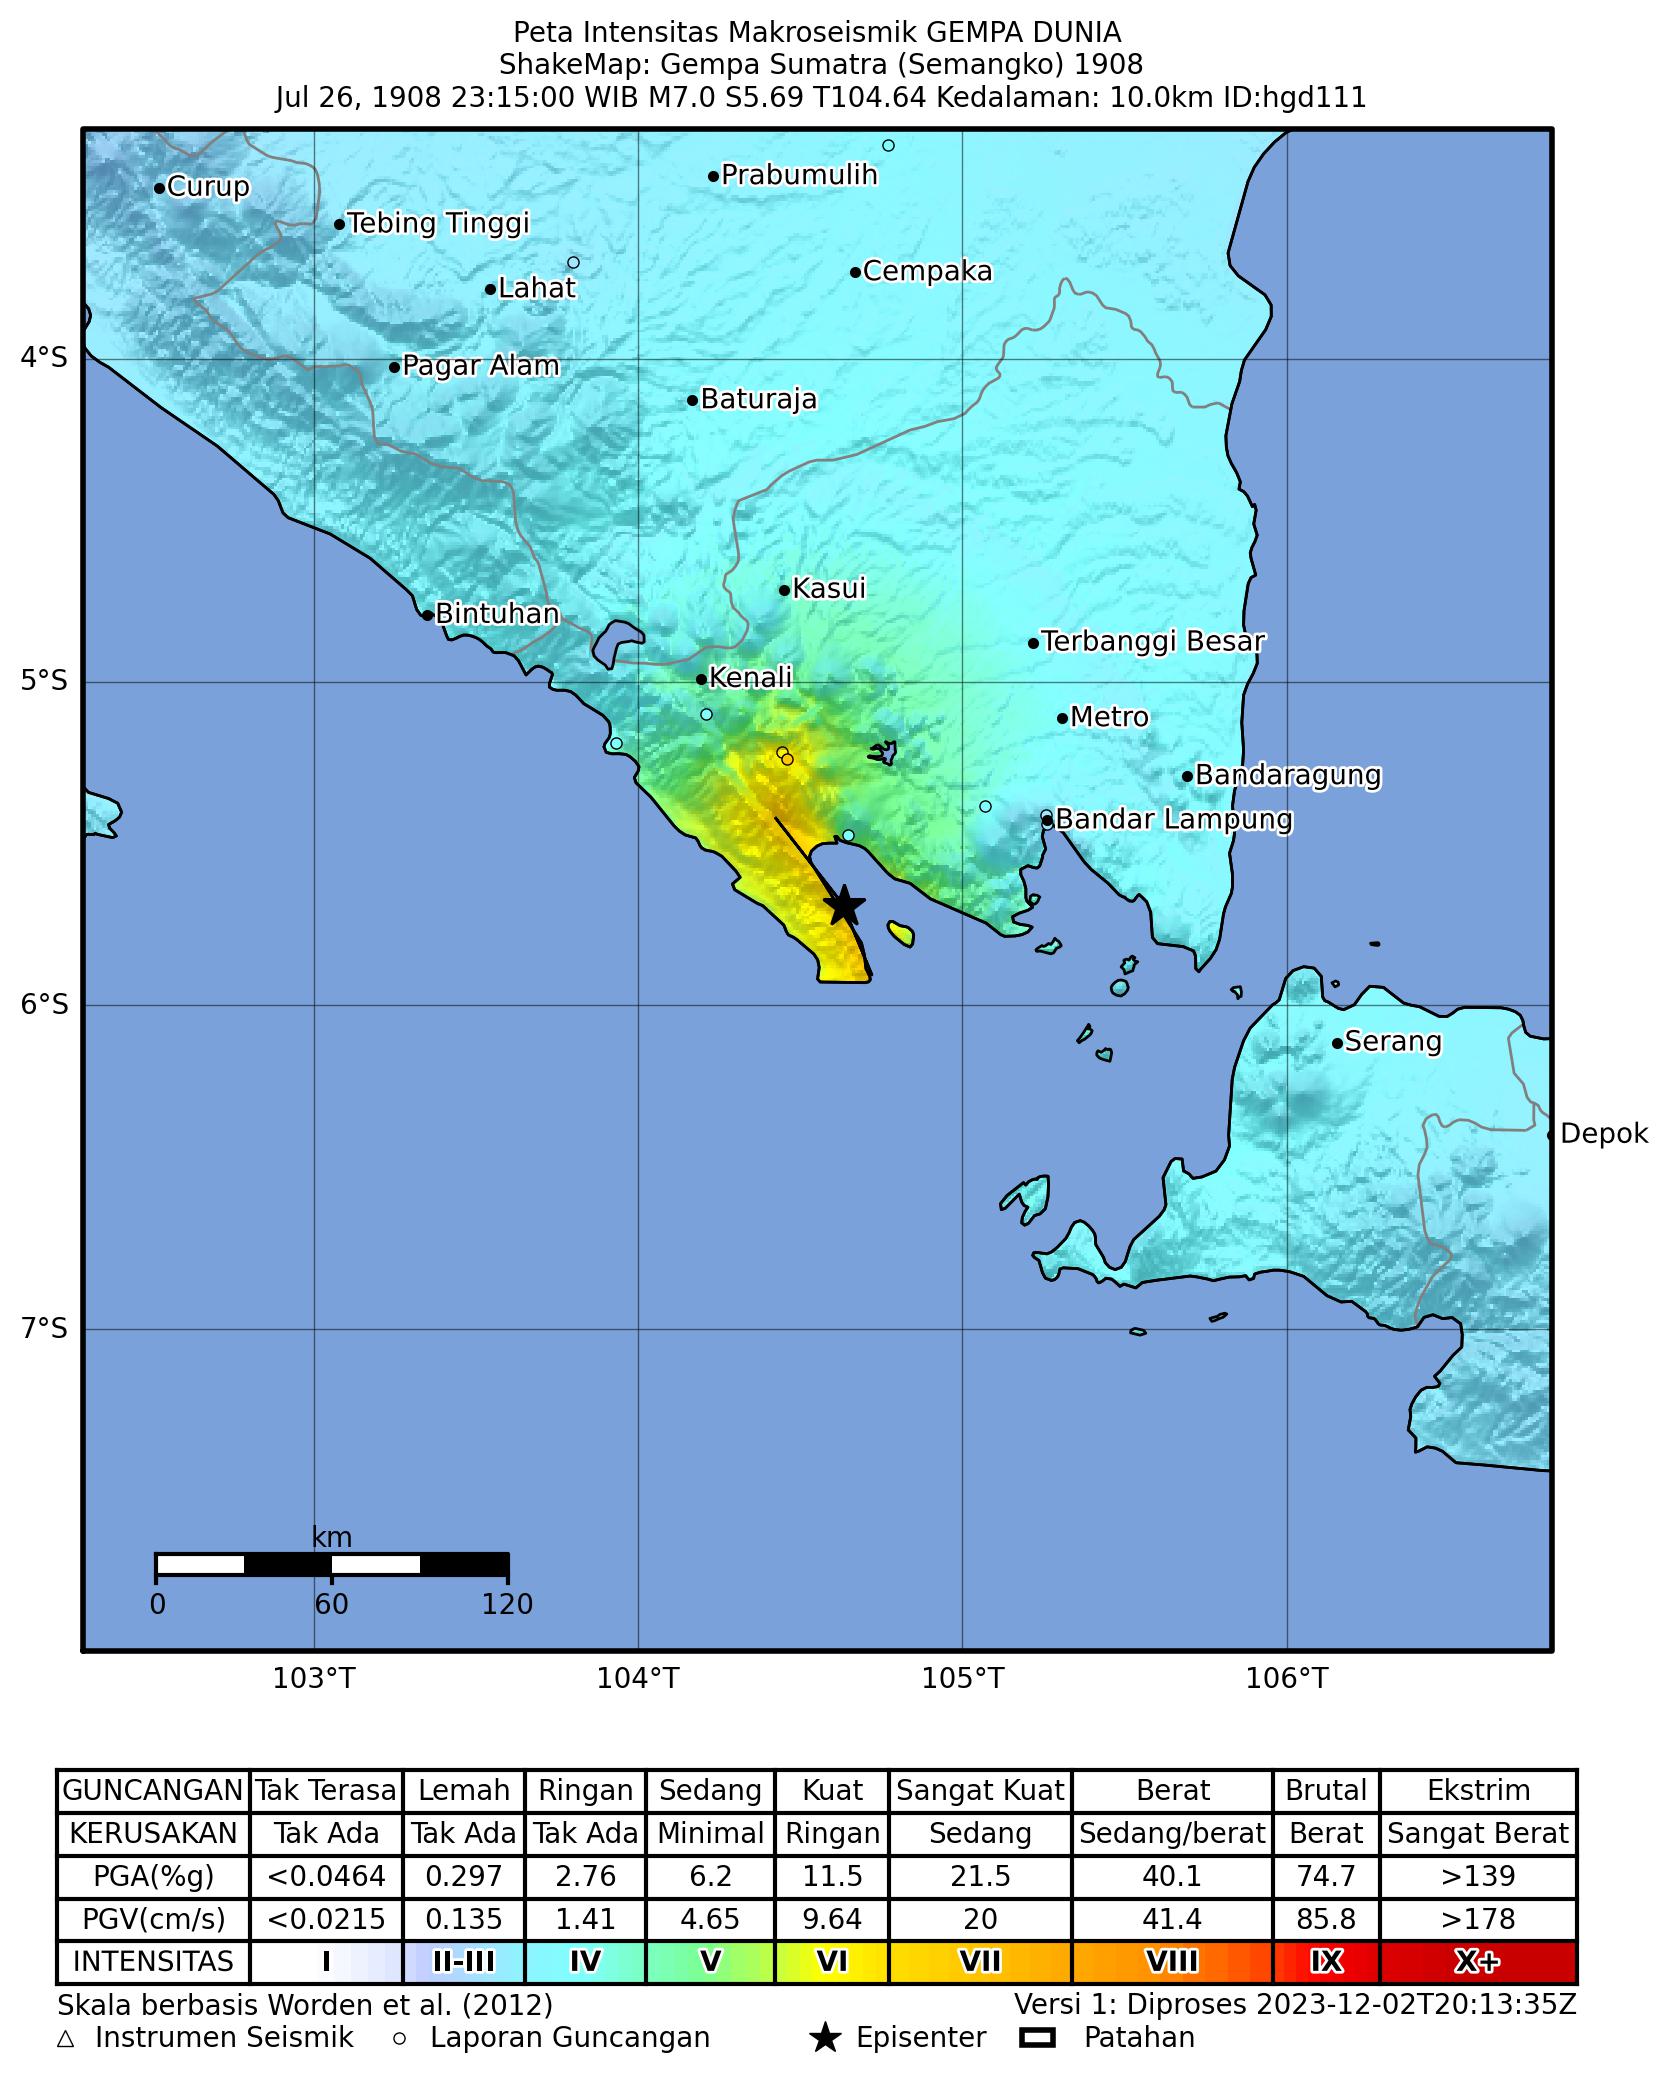 Peta Intensitas Makroseismik GEMPA DUNIA
ShakeMap: Gempa Sumatra (Semangko) 1908
Jul 26, 1908 23:15:00 WIB M7.0 S5.69 T104.64 Kedalaman: 10.0km ID:hgd111
Prabumulih
Curup
Tebing Tinggi
Cempaka
Lahat
4°S
Pagar Alam
Baturaja
Kasui
Bintuhan
Terbanggi Besar
5°S
Kenali
Metro
Bandaragung
Bandar Lampung
6°S
Serang
Depok
7°S
km
0 60 120
103°T 104°T 105°T 106°T
GUNCANGAN Tak Terasa Lemah Ringan Sedang Kuat Sangat Kuat Berat Brutal Ekstrim
KERUSAKAN Tak Ada Tak Ada Tak Ada Minimal Ringan Sedang Sedang/berat Berat Sangat Berat
PGA(%g) <0.0464 0.297 2.76 6.2 11.5 21.5 40.1 74.7 >139
PGV(cm/s) <0.0215 0.135 1.41 4.65 9.64 20 41.4 85.8 >178
INTENSITAS I II-III IV V VI VII VIII IX X+
Skala berbasis Worden et al. (2012) Versi 1: Diproses 2023-12-02T20:13:35Z
Instrumen Seismik Laporan Guncangan Episenter Patahan